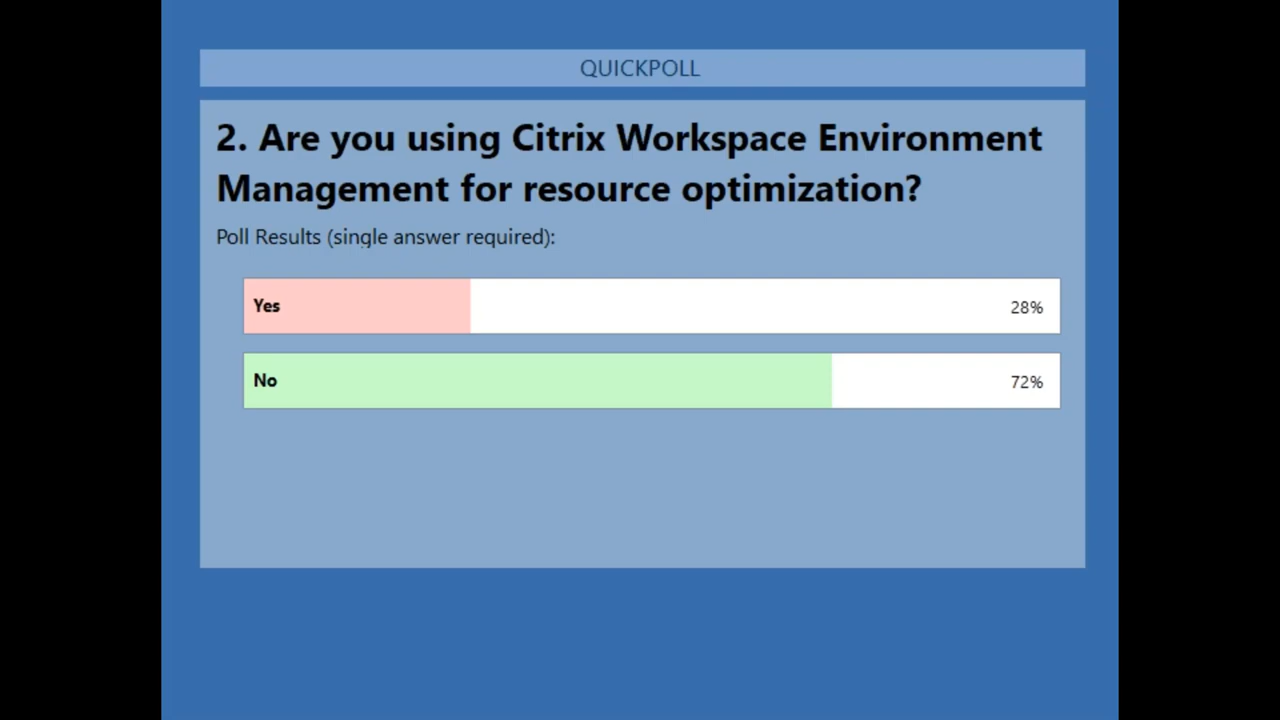 QUICKPOLL
2. Are you using Citrix Workspace Environment
Management for resource optimization?
Poll Results (single answer required):
Yes 28%
No 72%